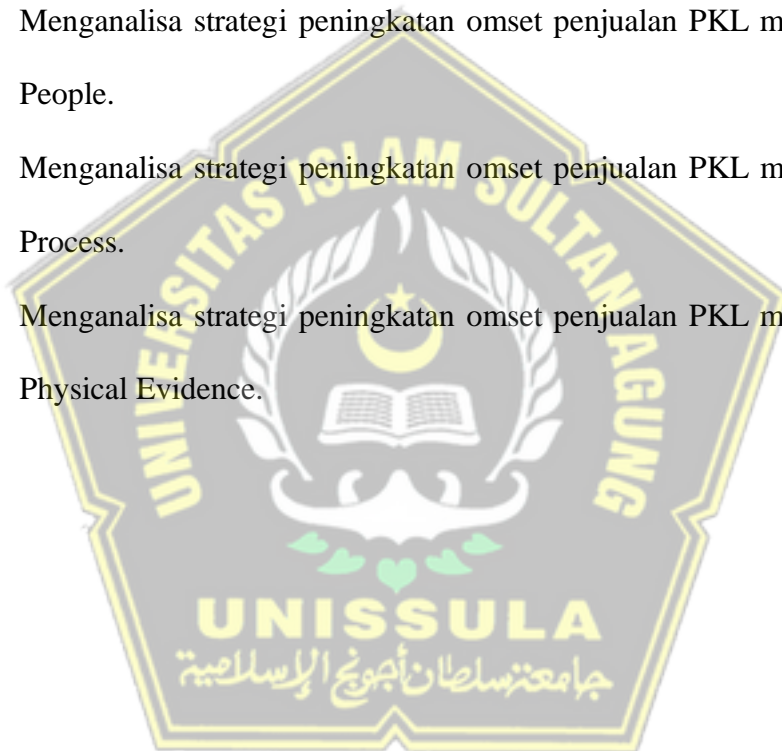 Menganalisa strategi peningkatan omset penjualan PKL m
People.
Menganalisa strategi peningkatan omset penjualan PKL m
Process.
Menganalisa strategi peningkatan omset penjualan PKL m
Physical Evidence.
UNIVERSITAS ISLAM SULTAN AGUNG
UNISSULA
جامعة سلطان أجونج الإسلامية